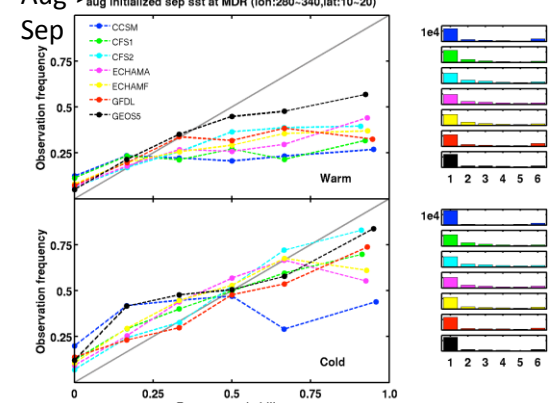 Aug >
aug initialized sep sst at MDR (lon:280~340,lat:10~20)
Sep
CCSM
CFS1
CFS2
ECHAMA
ECHAMF
GFDL
GEOS5
Observation frequency
0.75
0.5
0.25
Warm
1e4
1 2 3 4 5 6
Observation frequency
0.75
0.5
0.25
Cold
0 0.25 0.5 0.75 1.0
1e4
1 2 3 4 5 6